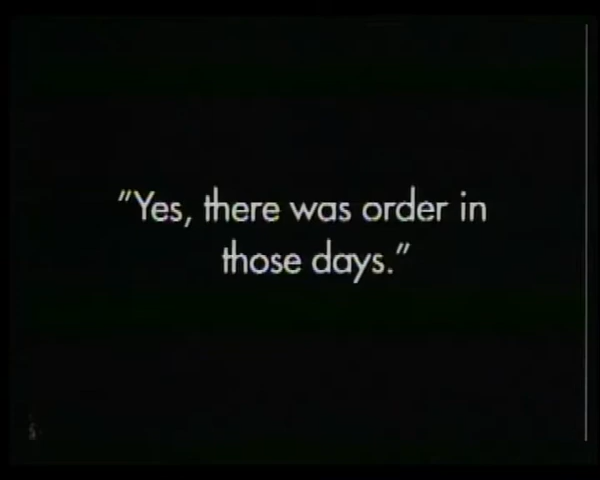 "Yes, there was order in
those days."